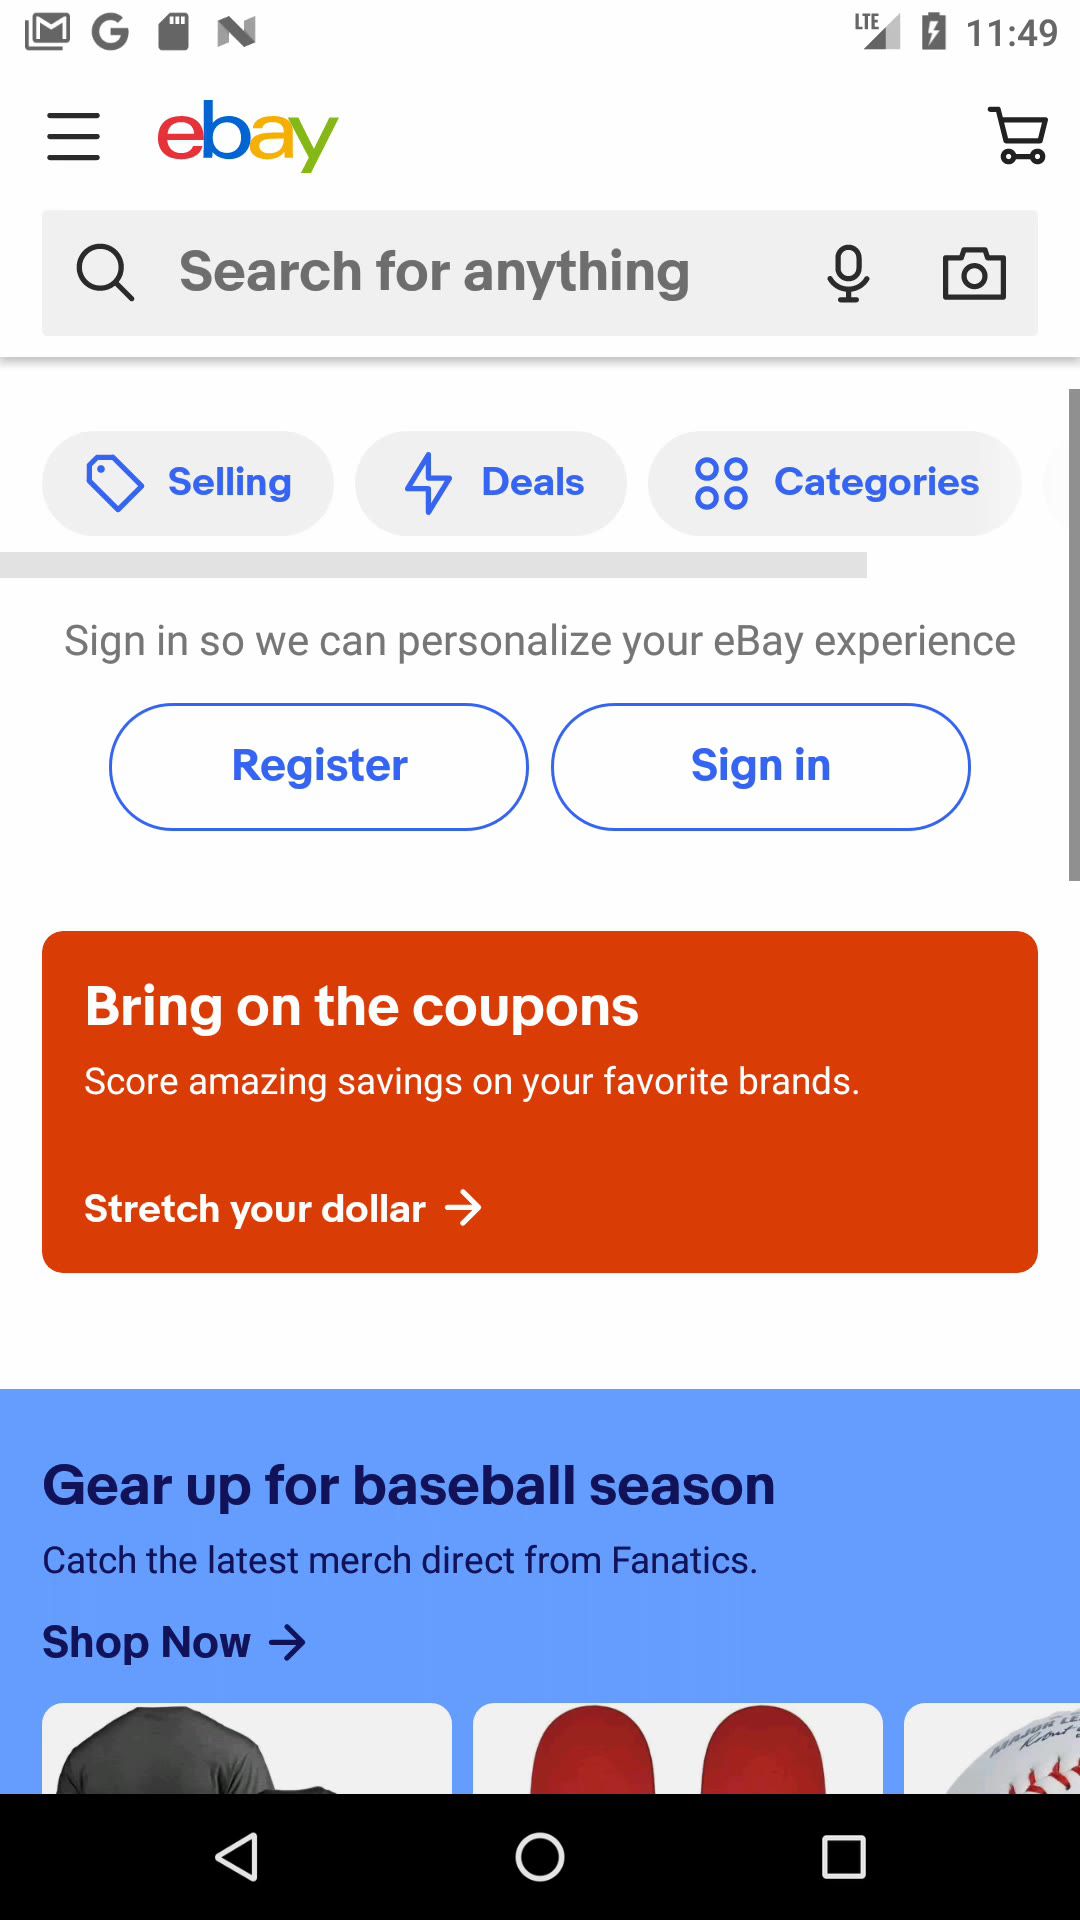 LTE 11:49
ebay
Search for anything
Selling Deals Categories
Sign in so we can personalize your eBay experience
Register Sign in
Bring on the coupons
Score amazing savings on your favorite brands.
Stretch your dollar
Gear up for baseball season
Catch the latest merch direct from Fanatics.
Shop Now